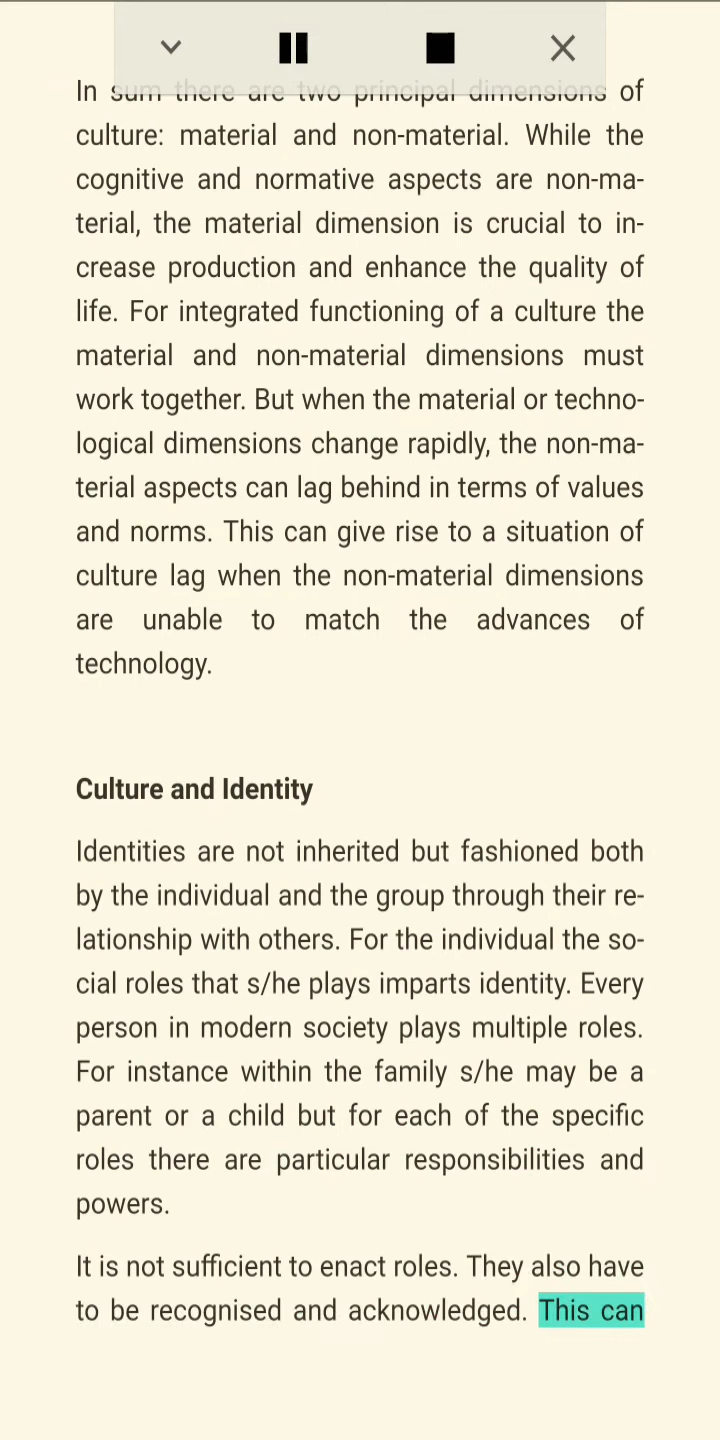 In sum there are two principal dimensions of
culture: material and non-material. While the
cognitive and normative aspects are non-ma-
terial, the material dimension is crucial to in-
crease production and enhance the quality of
life. For integrated functioning of a culture the
material and non-material dimensions must
work together. But when the material or techno-
logical dimensions change rapidly, the non-ma-
terial aspects can lag behind in terms of values
and norms. This can give rise to a situation of
culture lag when the non-material dimensions
are unable to match the advances of
technology.
Culture and Identity
Identities are not inherited but fashioned both
by the individual and the group through their re-
lationship with others. For the individual the so-
cial roles that s/he plays imparts identity. Every
person in modern society plays multiple roles.
For instance within the family s/he may be a
parent or a child but for each of the specific
roles there are particular responsibilities and
powers.
It is not sufficient to enact roles. They also have
to be recognised and acknowledged. This can